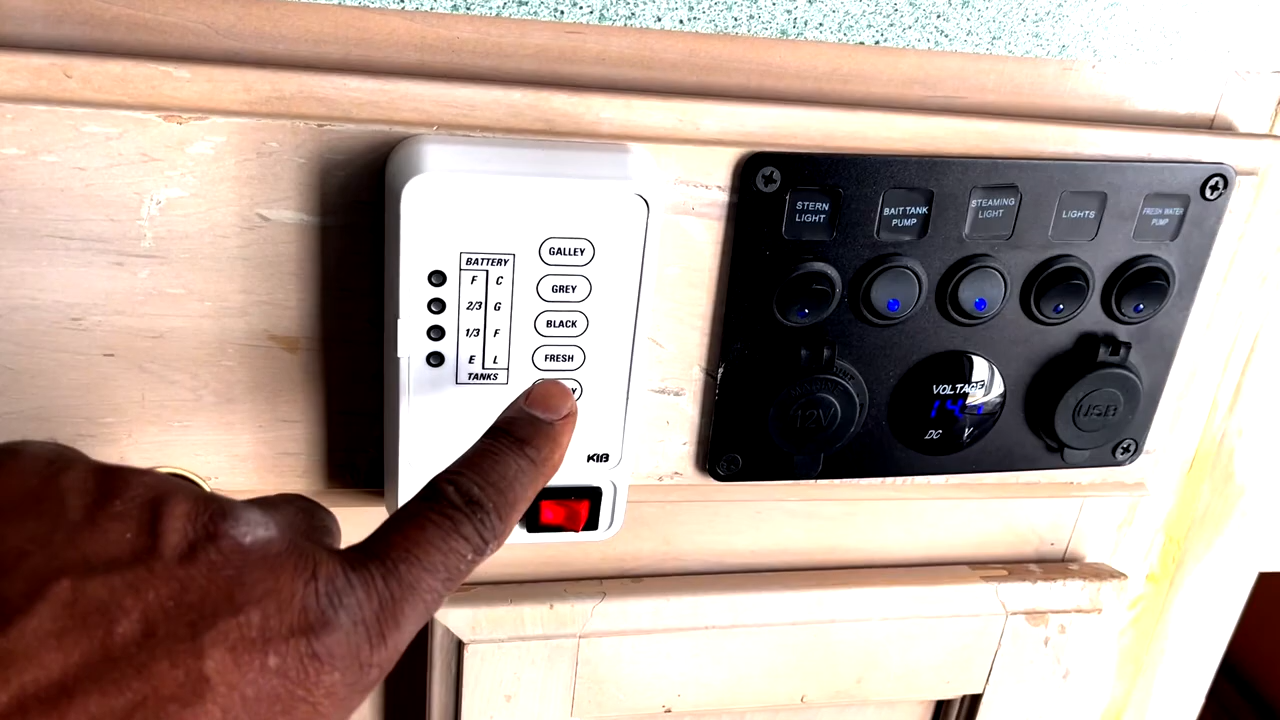 BATTERY
F C
2/3 G
1/3 F
E L
TANKS
GALLEY
GREY
BLACK
FRESH
KIB
STERN
LIGHT
BAIT TANK
PUMP
STEAMING
LIGHT
LIGHTS
FRESH WATER
PUMP
12V
VOLTAGE
DC V
USB